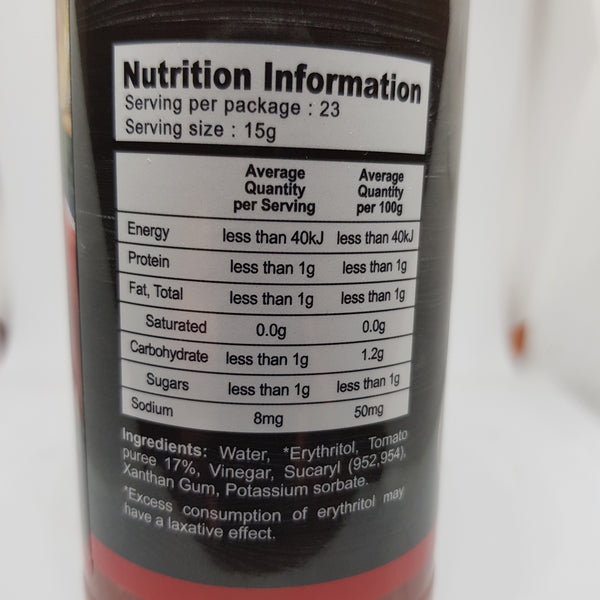 Nutrition Information
Serving per package : 23
Serving size : 15g
Average Quantity per Serving Average Quantity per 100g
Energy less than 40kJ less than 40kJ
Protein less than 1g less than 1g
Fat, Total less than 1g less than 1g
Saturated 0.0g 0.0g
Carbohydrate less than 1g 1.2g
Sugars less than 1g less than 1g
Sodium 8mg 50mg
Ingredients: Water, *Erythritol, Tomato
puree 17%, Vinegar, Sucaryl (952,954),
Xanthan Gum, Potassium sorbate.
*Excess consumption of erythritol may
have a laxative effect.